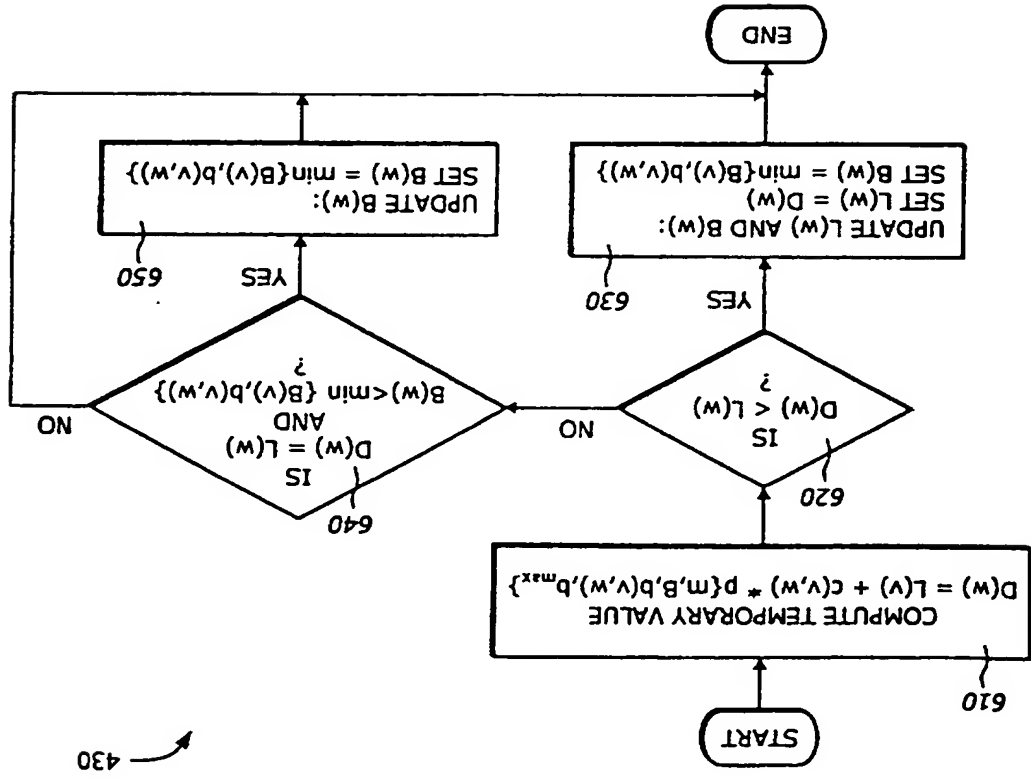 430
START
610
COMPUTE TEMPORARY VALUE
D(w) = L(v) + c(v,w) * p{m,B,b(v,w),bmax}
620
IS
D(w) < L(w)
?
NO
YES
640
IS
D(w) = L(w)
AND
B(w)<min { B(v),b(v,w)}
?
NO
YES
630
UPDATE L(w) AND B(w):
SET L(w) = D(w)
SET B(w) = min{B(v),b(v,w)}
650
UPDATE B(w):
SET B(w) = min{B(v),b(v,w)}
END